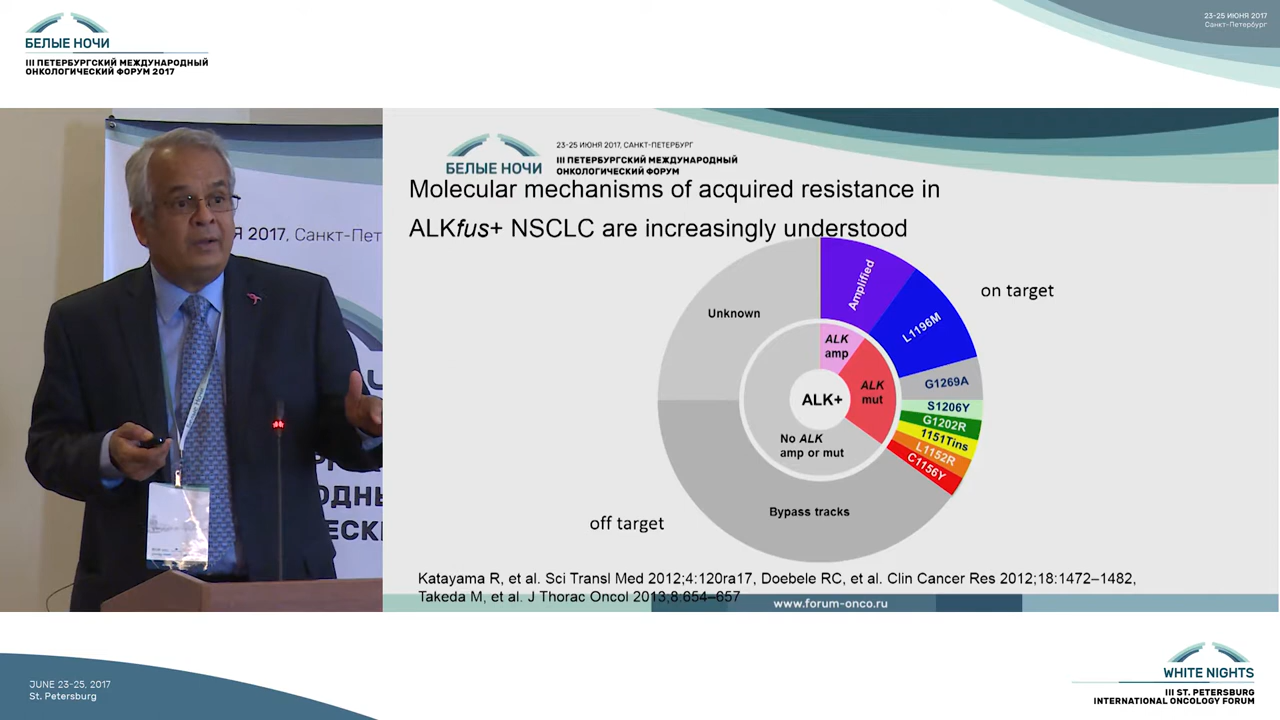 БЕЛЫЕ НОЧИ
III ПЕТЕРБУРГСКИЙ МЕЖДУНАРОДНЫЙ
ОНКОЛОГИЧЕСКИЙ ФОРУМ 2017
23-25 ИЮНЯ 2017
Санкт-Петербург
Я 2017, Санкт-Пет
ОДНЫ
ЕСКИ
БЕЛЫЕ НОЧИ
23-25 ИЮНЯ 2017, САНКТ-ПЕТЕРБУРГ
III ПЕТЕРБУРГСКИЙ МЕЖДУНАРОДНЫЙ
ОНКОЛОГИЧЕСКИЙ ФОРУМ
Molecular mechanisms of acquired resistance in
ALKfus+ NSCLC are increasingly understood
Unknown
Amplified
L1196M
on target
G1269A
S1206Y
G1202R
1151Tins
L1152R
C1156Y
ALK
amp
ALK
mut
ALK+
No ALK
amp or mut
Bypass tracks
off target
Katayama R, et al. Sci Transl Med 2012;4:120ra17, Doebele RC, et al. Clin Cancer Res 2012;18:1472–1482,
Takeda M, et al. J Thorac Oncol 2013;8:654–657
www.forum-onco.ru
JUNE 23-25, 2017
St. Petersburg
WHITE NIGHTS
III ST. PETERSBURG
INTERNATIONAL ONCOLOGY FORUM